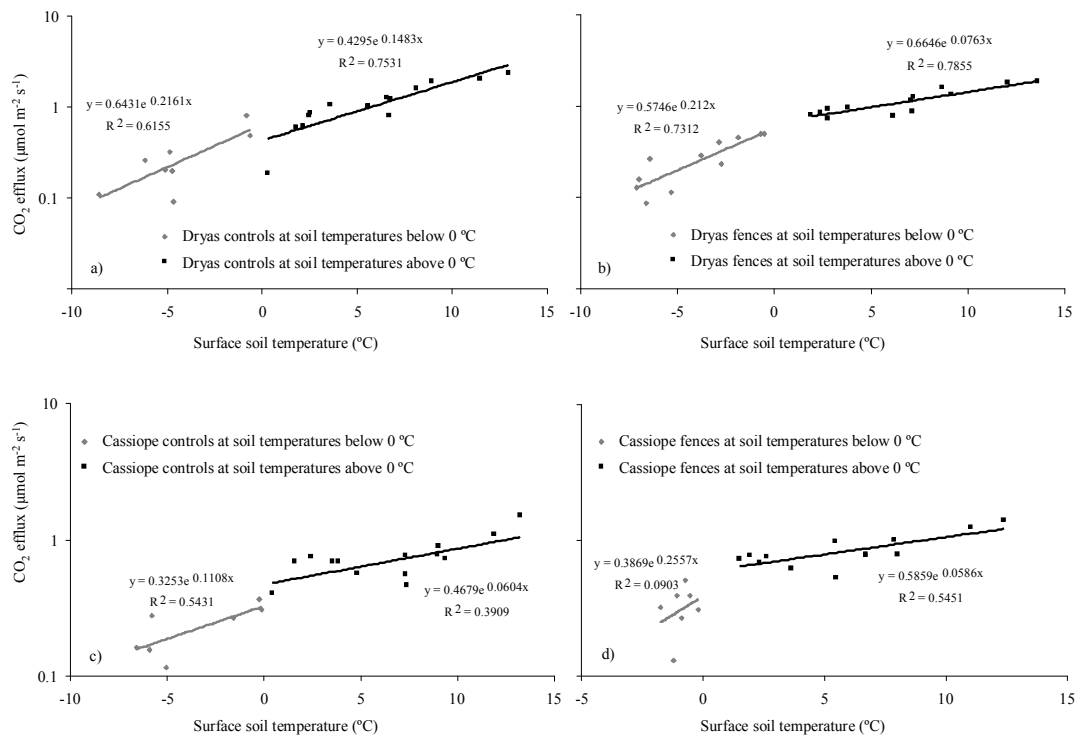 10
1
0.1
CO2 efflux (μmol m⁻² s⁻¹)
y = 0.6431e 0.2161x
R 2 = 0.6155
y = 0.4295e 0.1483x
R 2 = 0.7531
Dryas controls at soil temperatures below 0 ºC
Dryas controls at soil temperatures above 0 ºC
a)
-10 -5 0 5 10 15
Surface soil temperature (ºC)
10
1
0.1
y = 0.5746e 0.212x
R 2 = 0.7312
y = 0.6646e 0.0763x
R 2 = 0.7855
Dryas fences at soil temperatures below 0 ºC
Dryas fences at soil temperatures above 0 ºC
b)
-10 -5 0 5 10 15
Surface soil temperature (ºC)
10
1
0.1
CO2 efflux (μmol m⁻² s⁻¹)
Cassiope controls at soil temperatures below 0 ºC
Cassiope controls at soil temperatures above 0 ºC
y = 0.3253e 0.1108x
R 2 = 0.5431
y = 0.4679e 0.0604x
R 2 = 0.3909
c)
-10 -5 0 5 10 15
Surface soil temperature (ºC)
Cassiope fences at soil temperatures below 0 ºC
Cassiope fences at soil temperatures above 0 ºC
y = 0.3869e 0.2557x
R 2 = 0.0903
y = 0.5859e 0.0586x
R 2 = 0.5451
d)
-5 0 5 10 15
Surface soil temperature (ºC)